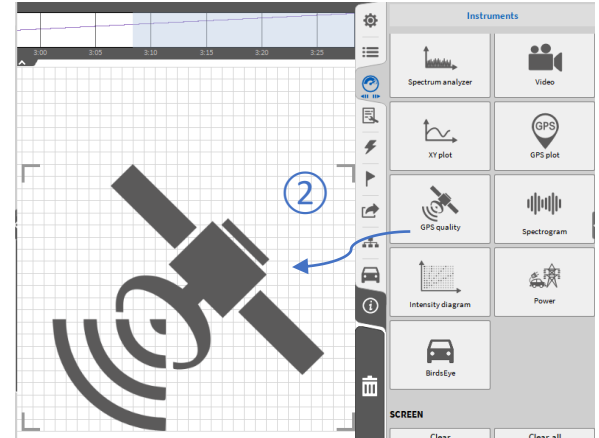 Instruments
3:00 3:05 3:10 3:15 3:20 3:25
Spectrum analyzer
Video
XY plot
GPS
GPS plot
②
GPS quality
Spectrogram
Intensity diagram
Power
BirdsEye
SCREEN
Clear
Clear all